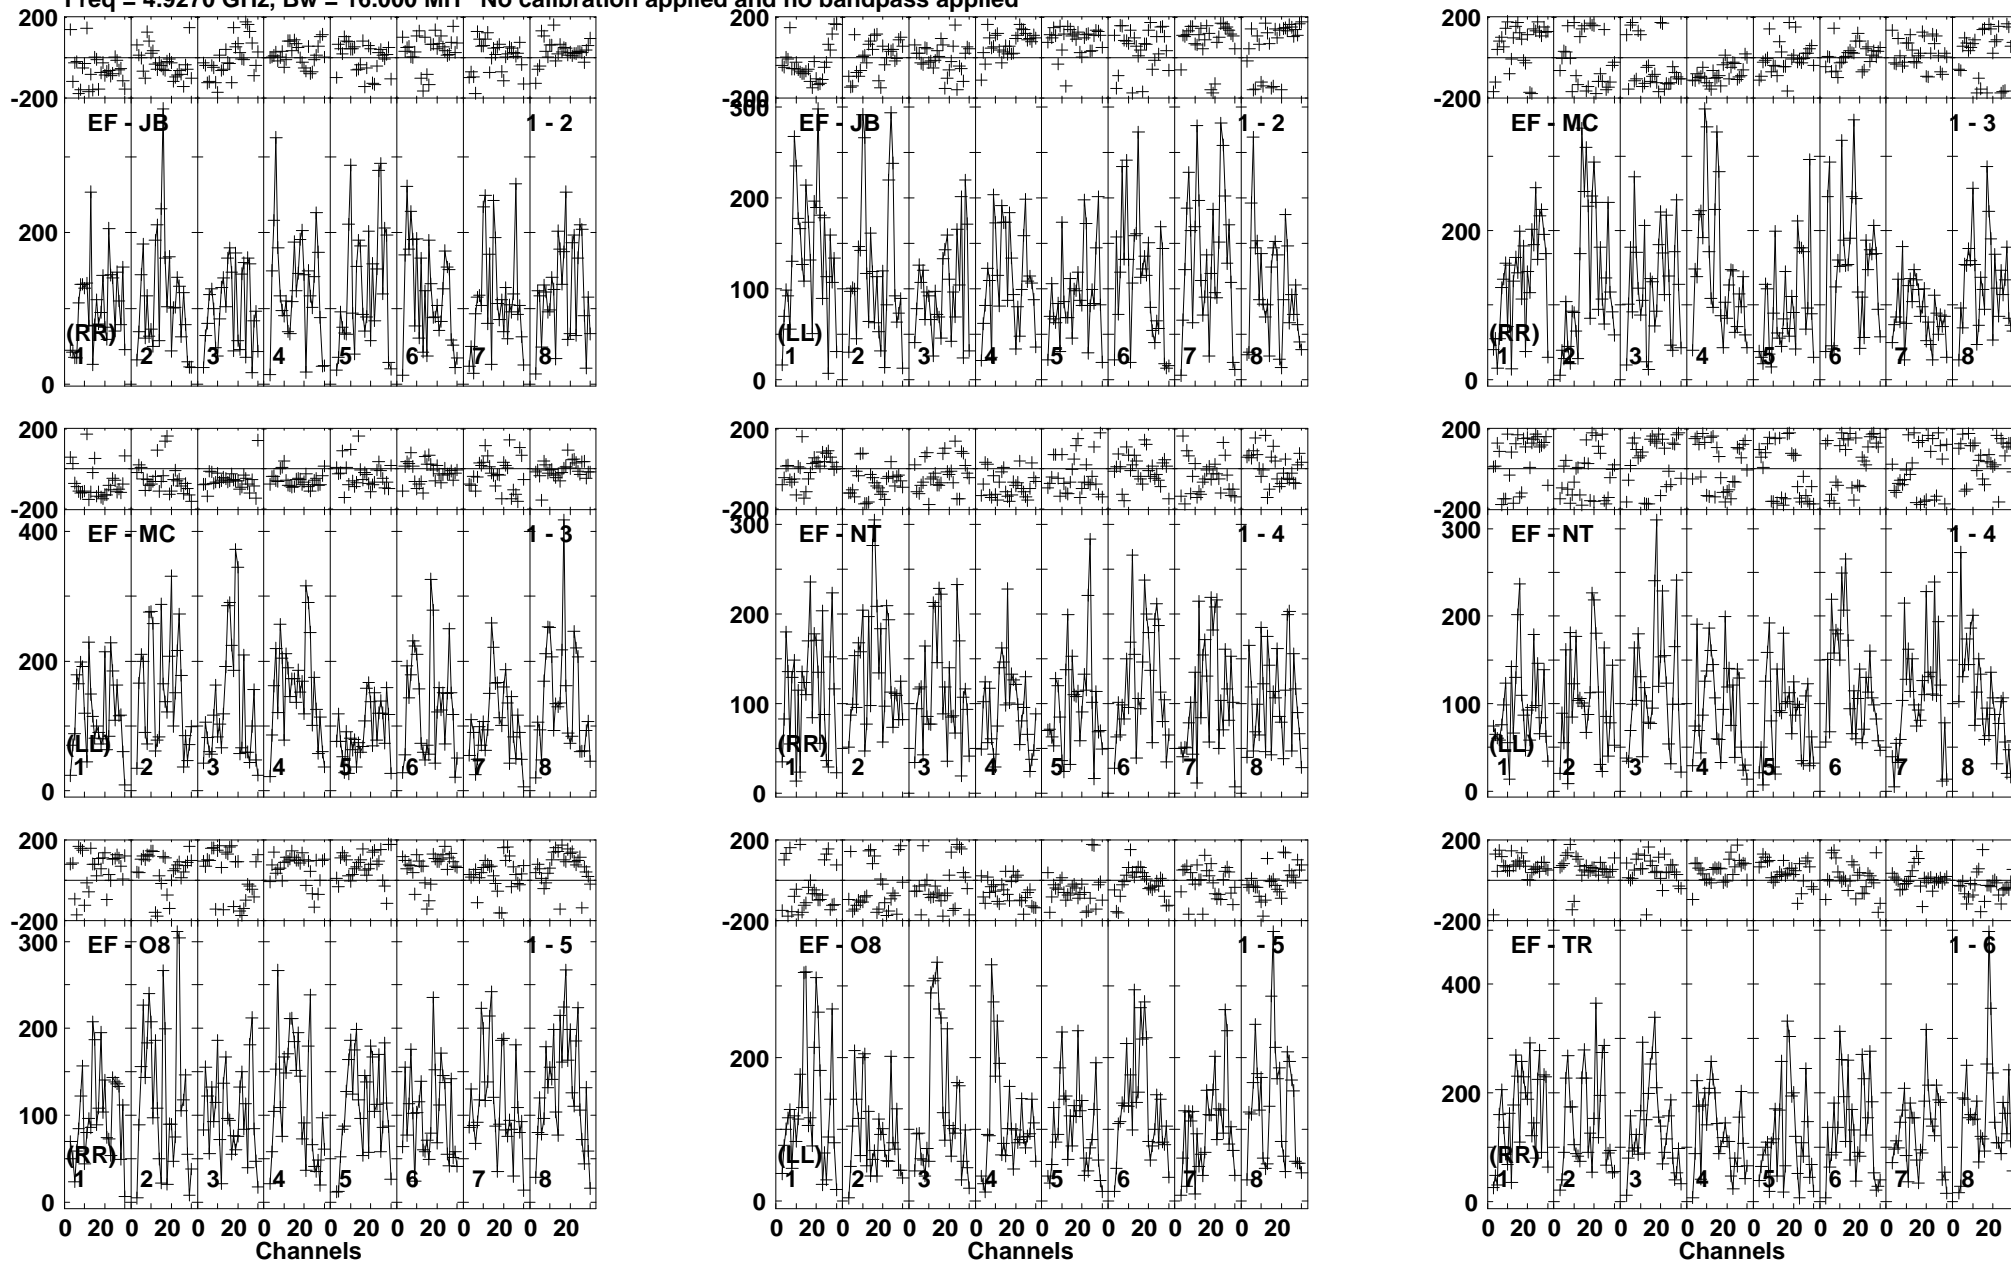 Freq = 4.9270 GHz, Bw = 16.000 MH No calibration applied and no bandpass applied
200 200 200
-200 -200 -200
EF - JB 1 - 2 300 EF - JB 1 - 2 EF - MC 1 - 3
200 200 200
100
(RR) (LL) (RR)
1 2 3 4 5 6 7 8 1 2 3 4 5 6 7 8 1 2 3 4 5 6 7 8
0 0 0
200 200 200
-200 -200 -200
400 EF - MC 1 - 3 300 EF - NT 1 - 4 300 EF - NT 1 - 4
200 200 200
100 100
(LL) (RR) (LL)
1 2 3 4 5 6 7 8 1 2 3 4 5 6 7 8 1 2 3 4 5 6 7 8
0 0 0
200 200 200
-200 -200 -200
300 EF - O8 1 - 5 EF - O8 1 - 5 EF - TR 1 - 6
400
200 200 200
100
(RR) (LL) (RR)
1 2 3 4 5 6 7 8 1 2 3 4 5 6 7 8 1 2 3 4 5 6 7 8
0 0 0
0 20 0 20 0 20 0 20 0 20 0 20 0 20 0 20 0 20 0 20 0 20 0 20 0 20 0 20 0 20 0 20 0 20 0 20 0 20 0 20 0 20 0 20 0 20 0 20
Channels Channels Channels